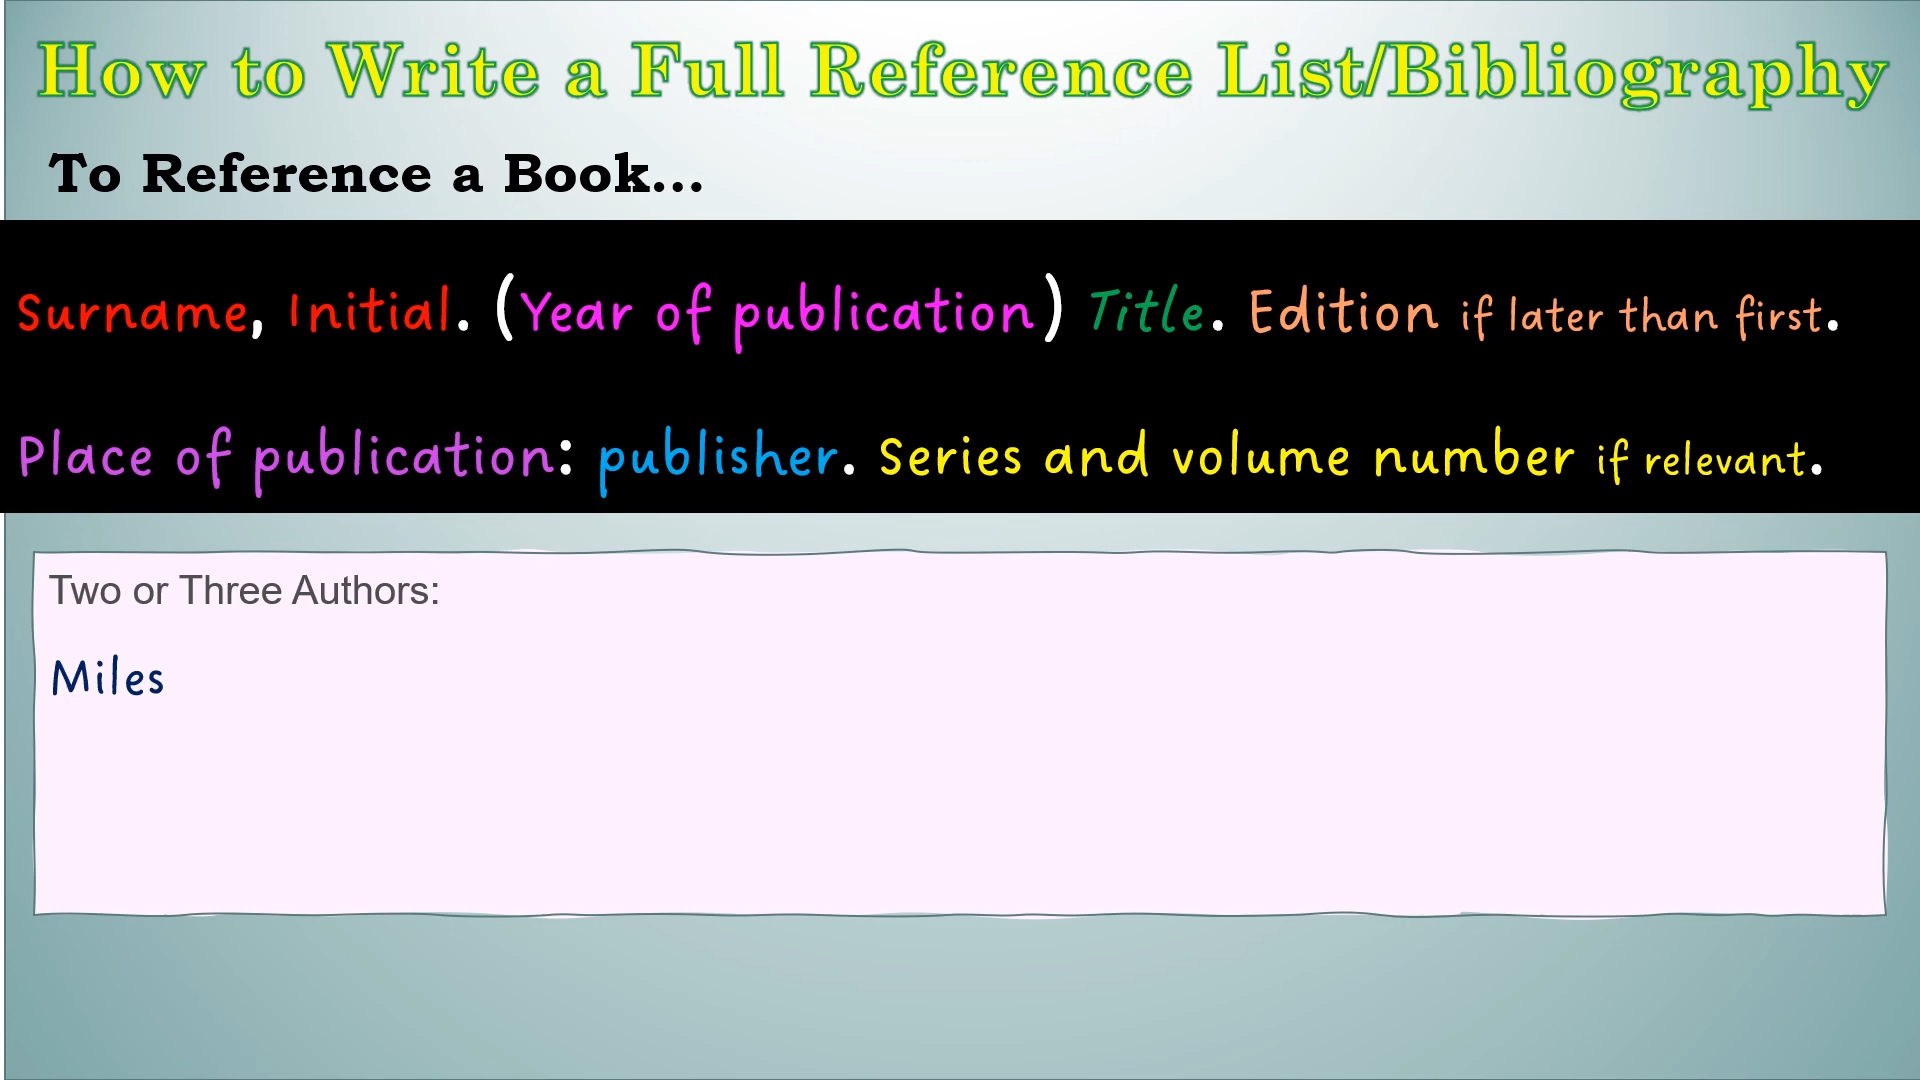 How to Write a Full Reference List/Bibliography
To Reference a Book...
Surname, Initial. (Year of publication) Title. Edition if later than first.
Place of publication: publisher. Series and volume number if relevant.
Two or Three Authors:
Miles